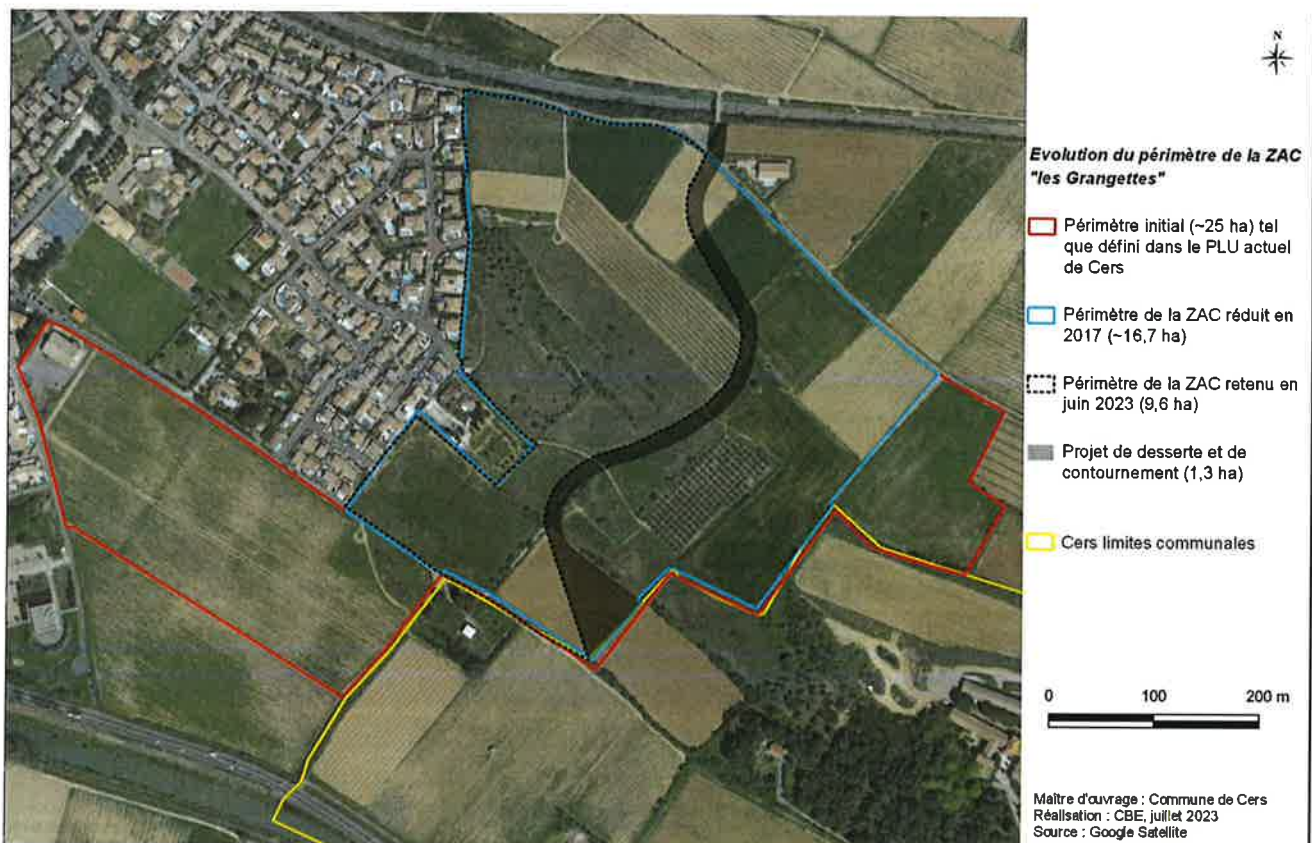 N
Evolution du périmètre de la ZAC
"les Grangettes"
Périmètre initial (~25 ha) tel
que défini dans le PLU actuel
de Cers
Périmètre de la ZAC réduit en
2017 (~16,7 ha)
Périmètre de la ZAC retenu en
juin 2023 (9,6 ha)
Projet de desserte et de
contournement (1,3 ha)
Cers limites communales
0 100 200 m
Maître d'ouvrage : Commune de Cers
Réalisation : CBE, juillet 2023
Source : Google Satellite